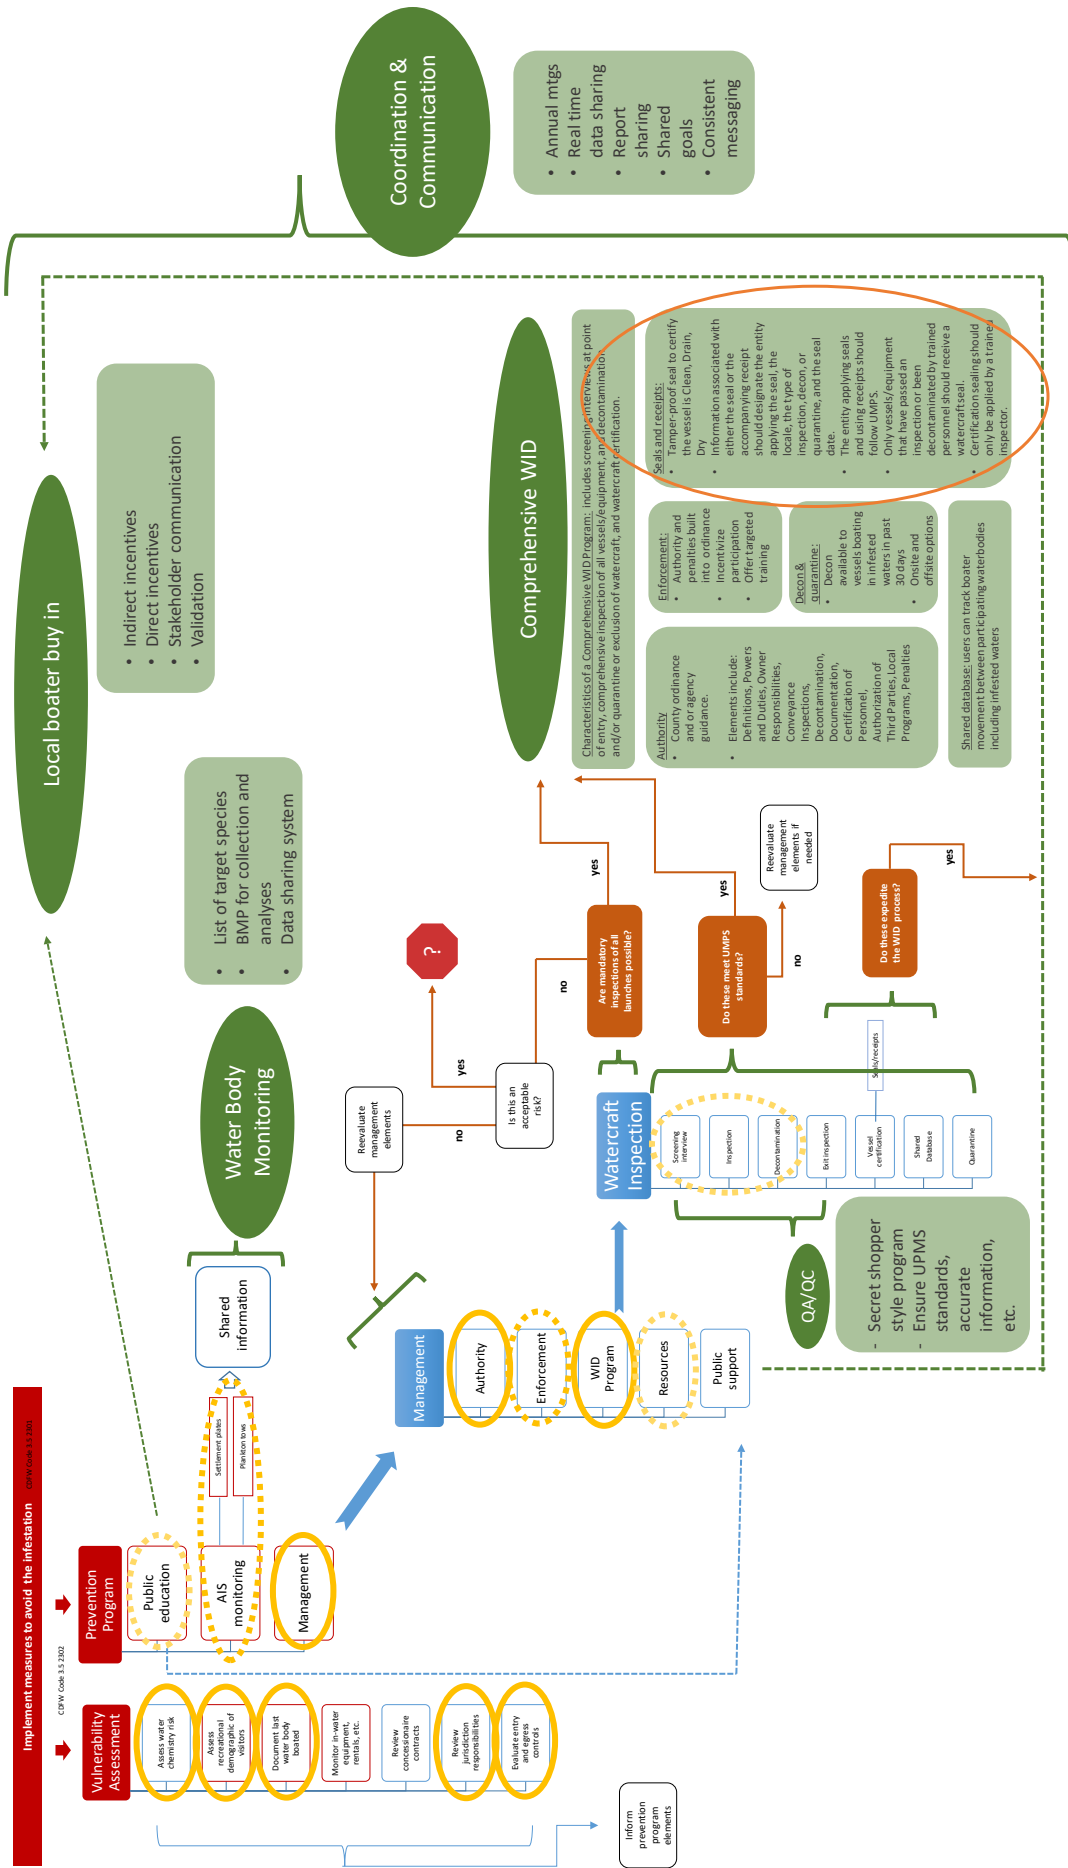 Implement measures to avoid the infestation CDFW Code 3.5 2301
CDFW Code 3.5 2302
Vulnerability
Assessment
Assess water
chemistry risk
Assess
recreational
demographic of
visitors
Document last
water body
boated
Monitor in-water
equipment,
rentals, etc.
Review
concessionaire
contracts
Review
jurisdiction
responsibilities
Evaluate entry
and egress
controls
Inform
prevention
program
elements
Prevention
Program
Public
education
AIS
monitoring
Settlement plates
Plankton tows
Management
Shared
information
Water Body
Monitoring
• List of target species
• BMP for collection and
analyses
• Data sharing system
Local boater buy in
• Indirect incentives
• Direct incentives
• Stakeholder communication
• Validation
Management
Authority
Enforcement
WID
Program
Resources
Public
support
Reevaluate
management
elements
Is this an
acceptable
risk?
no
yes
?
no
Are mandatory
inspections of all
launches possible?
yes
Watercraft
Inspection
Screening
interview
Inspection
Decontamination
Exit inspection
Vessel
certification
Shared
Database
Quarantine
Seals/receipts
QA/QC
- Secret shopper
style program
- Ensure UPMS
standards,
accurate
information,
etc.
Do these meet UMPS
standards?
yes
no
Reevaluate
management
elements if
needed
Do these expedite
the WID process?
yes
Comprehensive WID
Characteristics of a Comprehensive WID Program: includes screening interviews at point
of entry, comprehensive inspection of all vessels/equipment, and decontamination
and/or quarantine or exclusion of watercraft, and watercraft certification.
Authority
• County ordinance
and or agency
guidance.
• Elements include:
Definitions, Powers
and Duties, Owner
Responsibilities,
Conveyance
Inspections,
Decontamination,
Documentation,
Certification of
Personnel,
Authorization of
Third Parties, Local
Programs, Penalties
Enforcement:
• Authority and
penalties built
into ordinance
• Incentivize
participation
• Offer targeted
training
Decon &
quarantine:
• Decon
available to
vessels boating
in infested
waters in past
30 days
• Onsite and
offsite options
Shared database: users can track boater
movement between participating waterbodies
including infested waters
Seals and receipts:
• Tamper-proof seal to certify
the vessel is Clean, Drain,
Dry
• Information associated with
either the seal or the
accompanying receipt
should designate the entity
applying the seal, the
locale, the type of
inspection, decon, or
quarantine, and the seal
date.
• The entity applying seals
and using receipts should
follow UMPS.
• Only vessels/equipment
that have passed an
inspection or been
decontaminated by trained
personnel should receive a
watercraft seal.
• Certification sealing should
only be applied by a trained
inspector.
Coordination &
Communication
• Annual mtgs
• Real time
data sharing
• Report
sharing
• Shared
goals
• Consistent
messaging